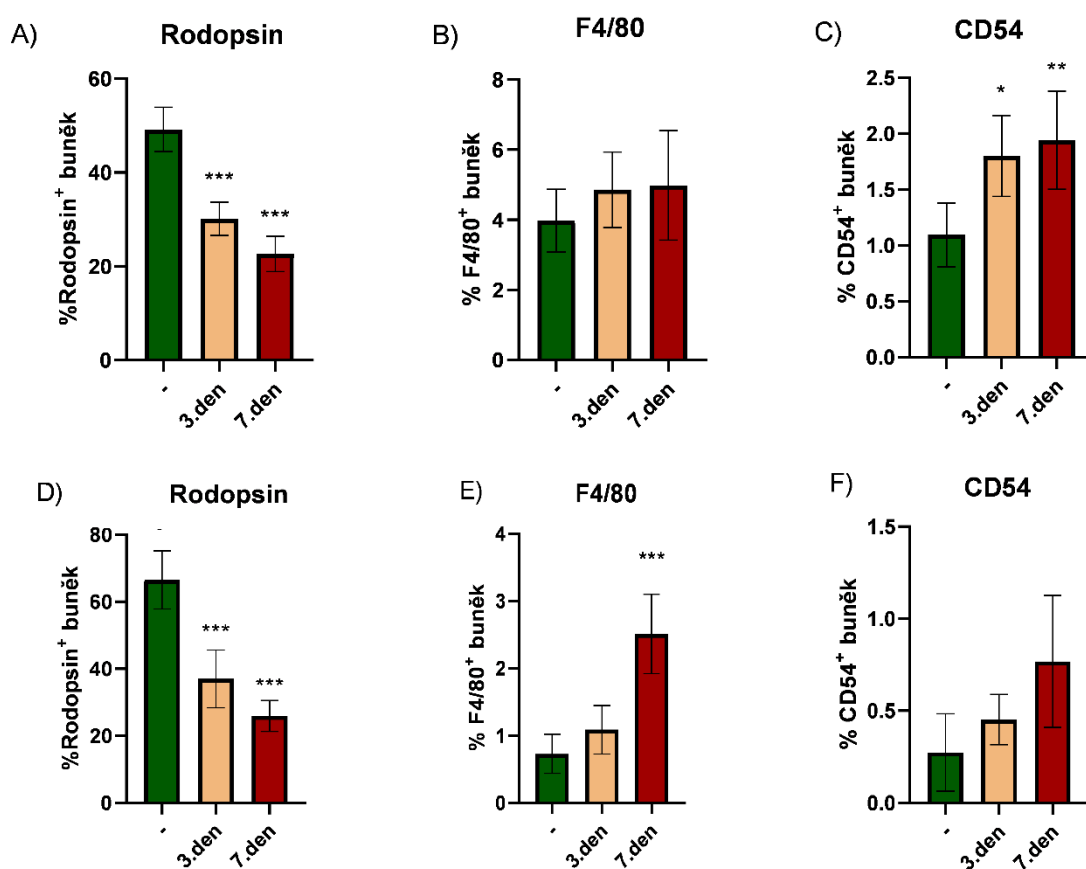 A)
Rodopsin
%Rodopsin⁺ buněk
60
40
20
0
***
***
-
3.den
7.den
B)
F4/80
% F4/80⁺ buněk
8
6
4
2
0
-
3.den
7.den
C)
CD54
% CD54⁺ buněk
2.5
2.0
1.5
1.0
0.5
0.0
*
**
-
3.den
7.den
D)
Rodopsin
%Rodopsin⁺ buněk
80
60
40
20
0
***
***
-
3.den
7.den
E)
F4/80
% F4/80⁺ buněk
4
3
2
1
0
***
-
3.den
7.den
F)
CD54
% CD54⁺ buněk
1.5
1.0
0.5
0.0
-
3.den
7.den